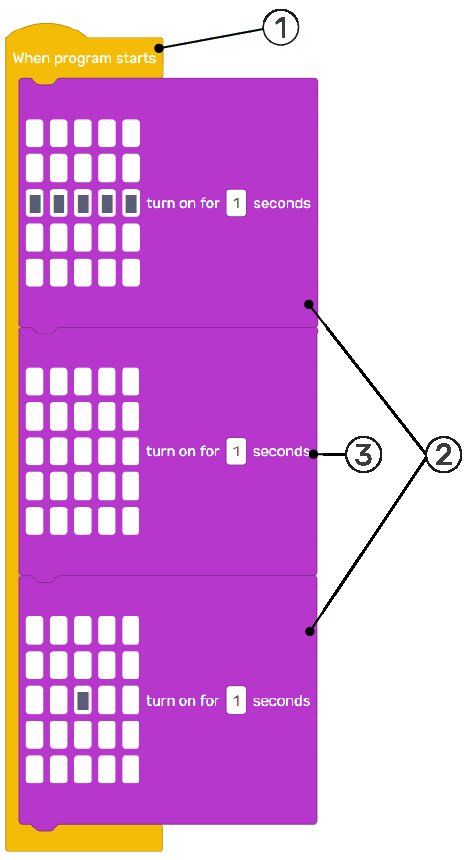 1
When program starts
turn on for 1 seconds
turn on for 1 seconds
3
2
turn on for 1 seconds